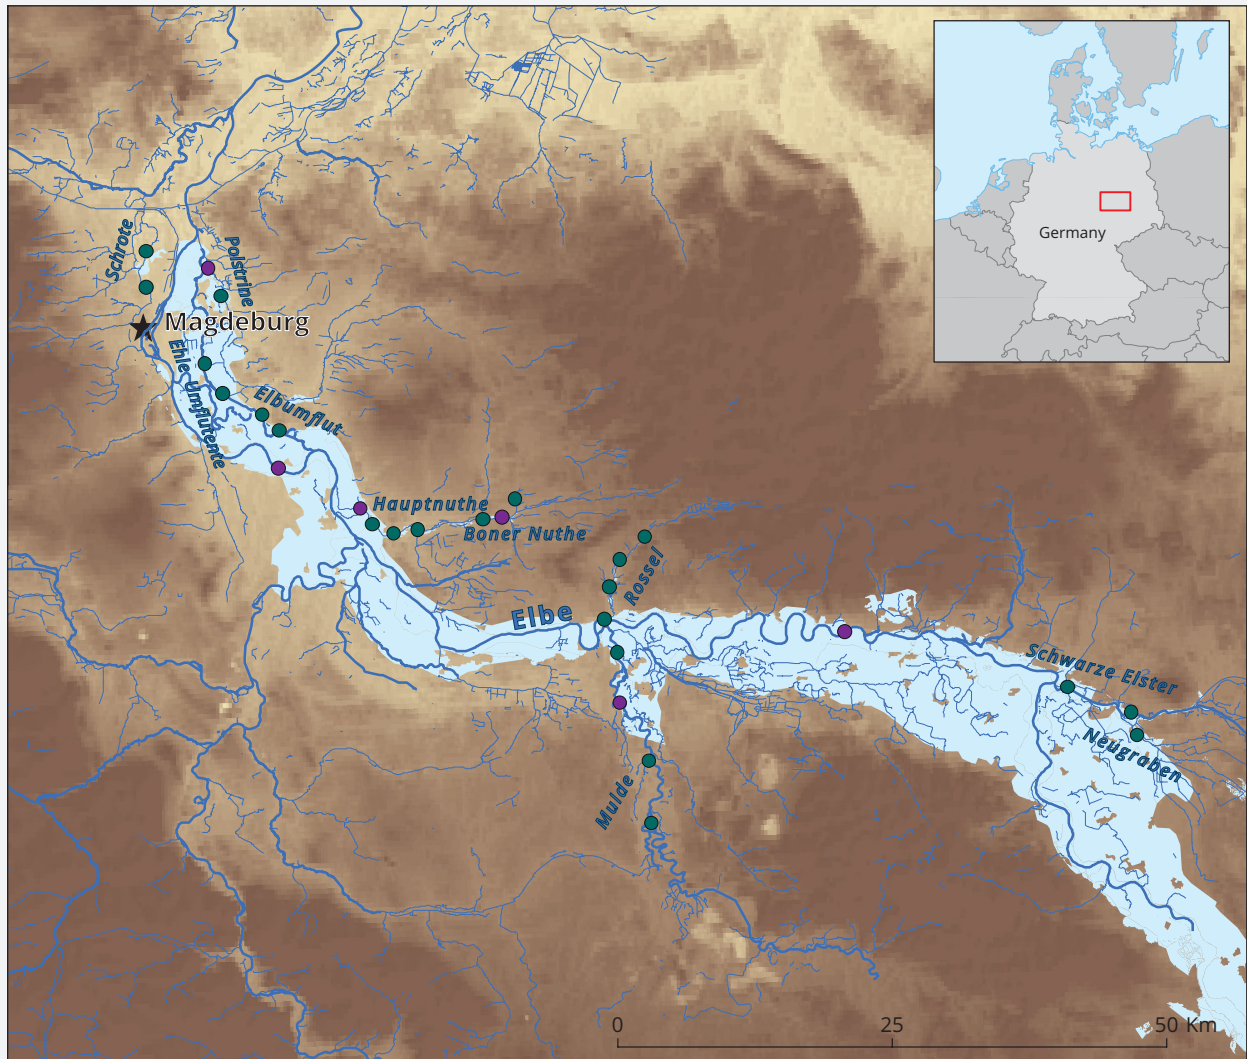 Germany
Schrote
Polstrine
Magdeburg
Ehle Umflutente
Elbumflut
Hauptnuthe
Boner Nuthe
Rossel
Elbe
Schwarze Elster
Neugraben
Mulde
0 25 50 Km